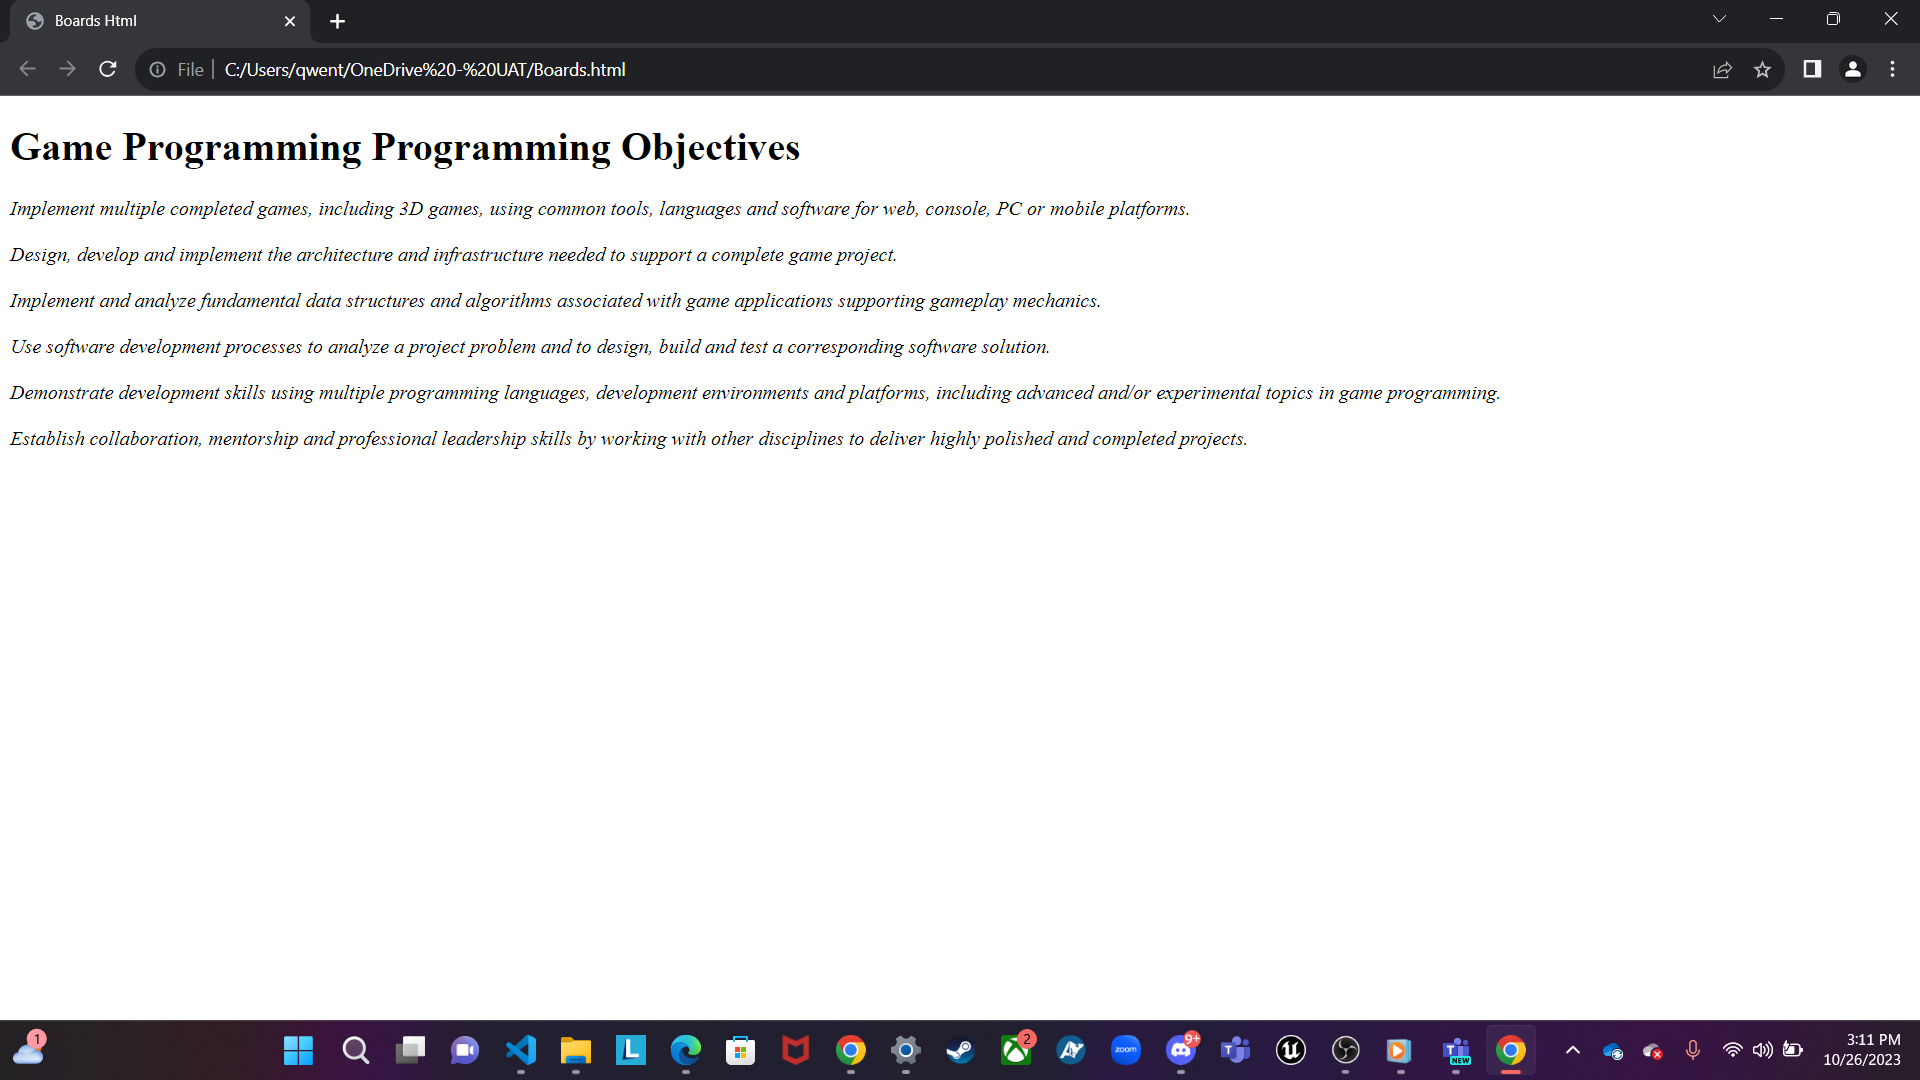 Boards Html
File
C:/Users/qwent/OneDrive%20-%20UAT/Boards.html
Game Programming Programming Objectives
Implement multiple completed games, including 3D games, using common tools, languages and software for web, console, PC or mobile platforms.
Design, develop and implement the architecture and infrastructure needed to support a complete game project.
Implement and analyze fundamental data structures and algorithms associated with game applications supporting gameplay mechanics.
Use software development processes to analyze a project problem and to design, build and test a corresponding software solution.
Demonstrate development skills using multiple programming languages, development environments and platforms, including advanced and/or experimental topics in game programming.
Establish collaboration, mentorship and professional leadership skills by working with other disciplines to deliver highly polished and completed projects.
1
L
2
zoom
9+
T
T
NEW
3:11 PM
10/26/2023